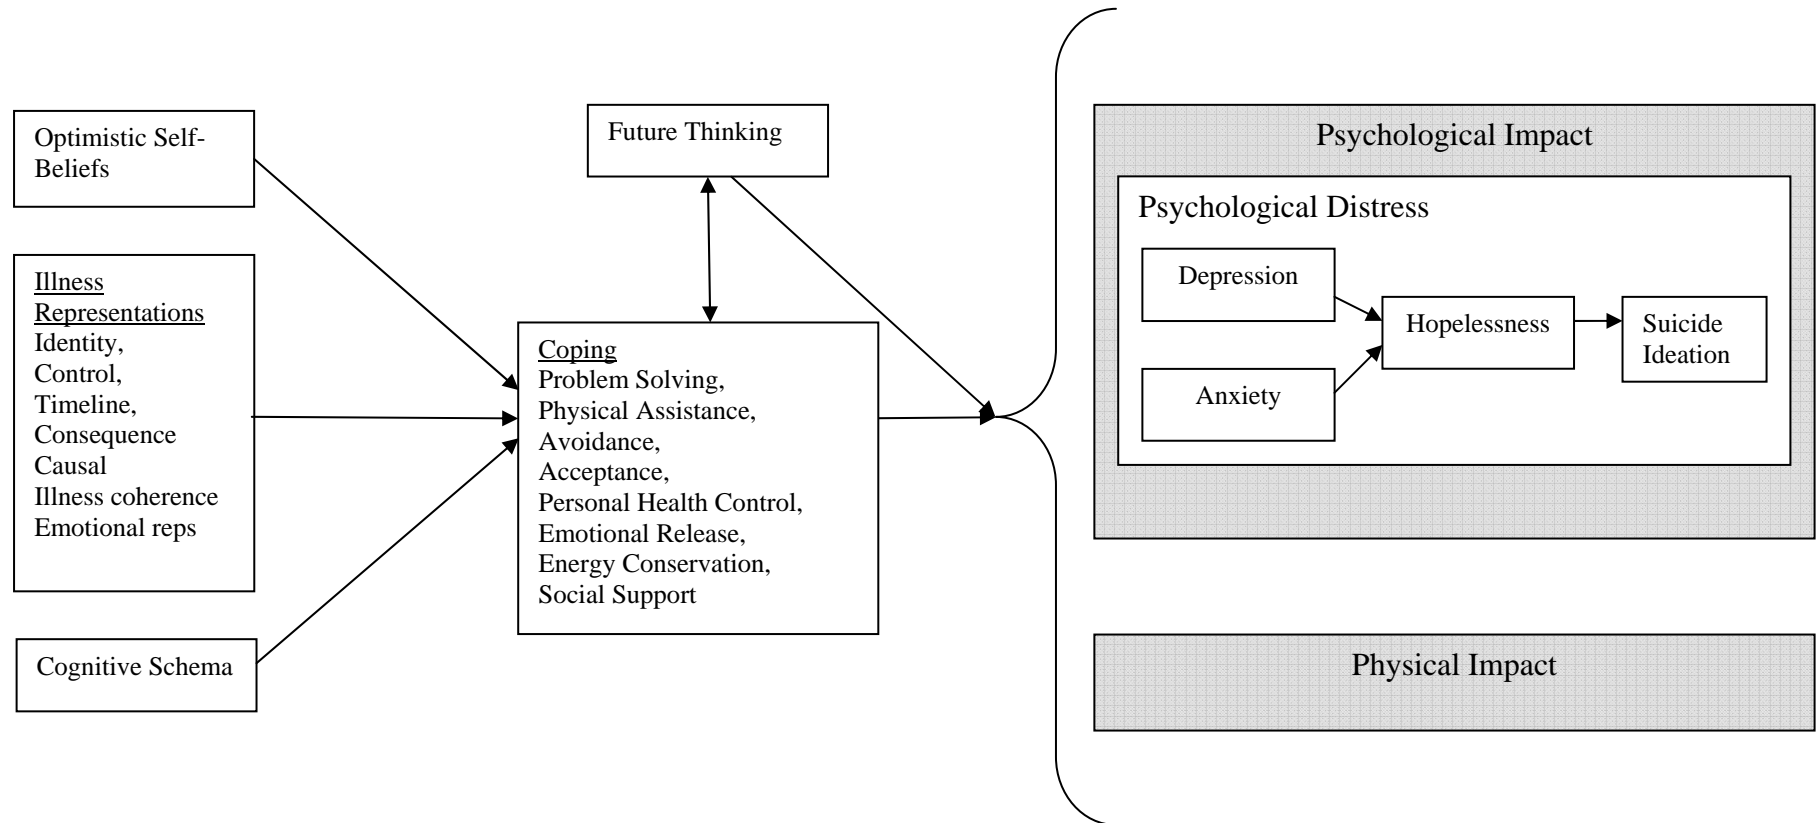 Optimistic Self-
Beliefs
Illness
Representations
Identity,
Control,
Timeline,
Consequence
Causal
Illness coherence
Emotional reps
Cognitive Schema
Future Thinking
Coping
Problem Solving,
Physical Assistance,
Avoidance,
Acceptance,
Personal Health Control,
Emotional Release,
Energy Conservation,
Social Support
Psychological Impact
Psychological Distress
Depression
Anxiety
Hopelessness
Suicide
Ideation
Physical Impact